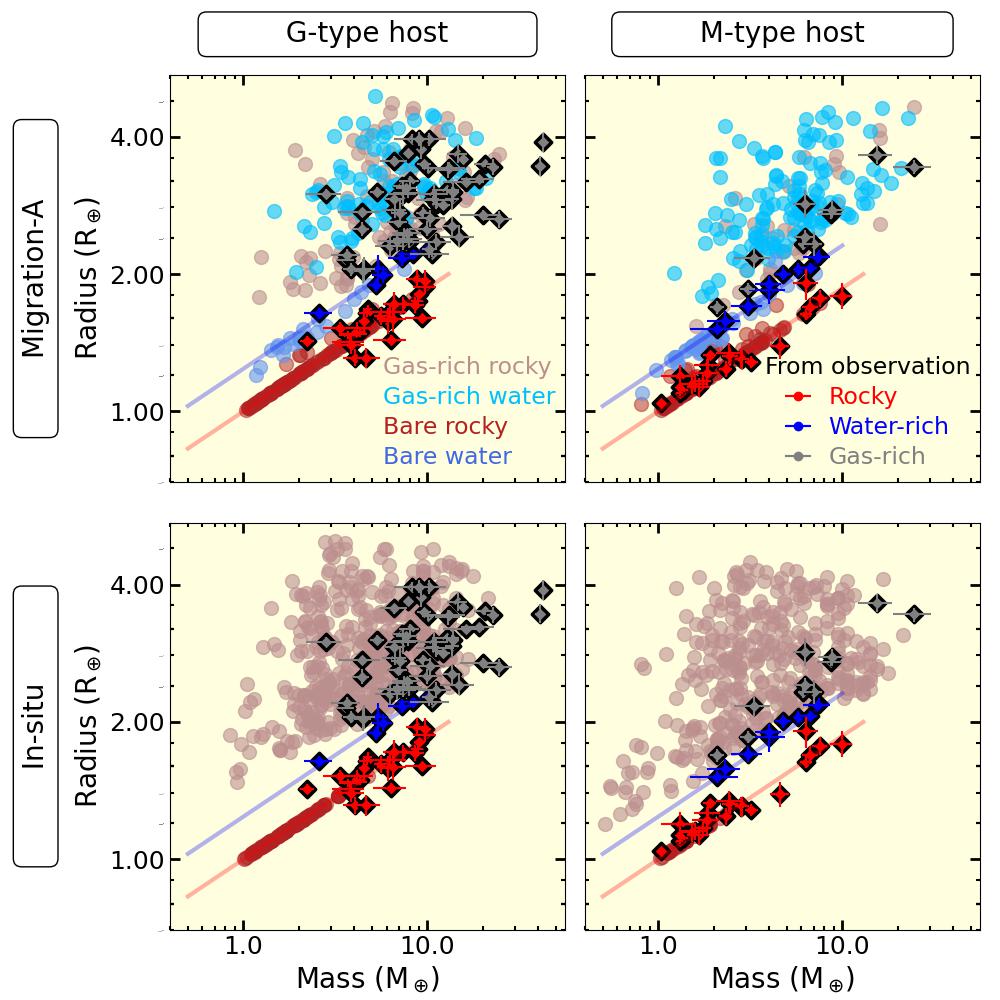 G-type host
M-type host
Migration-A
Radius (R⊕)
4.00
2.00
1.00
Gas-rich rocky
Gas-rich water
Bare rocky
Bare water
From observation
Rocky
Water-rich
Gas-rich
In-situ
Radius (R⊕)
4.00
2.00
1.00
1.0
10.0
1.0
10.0
Mass (M⊕)
Mass (M⊕)